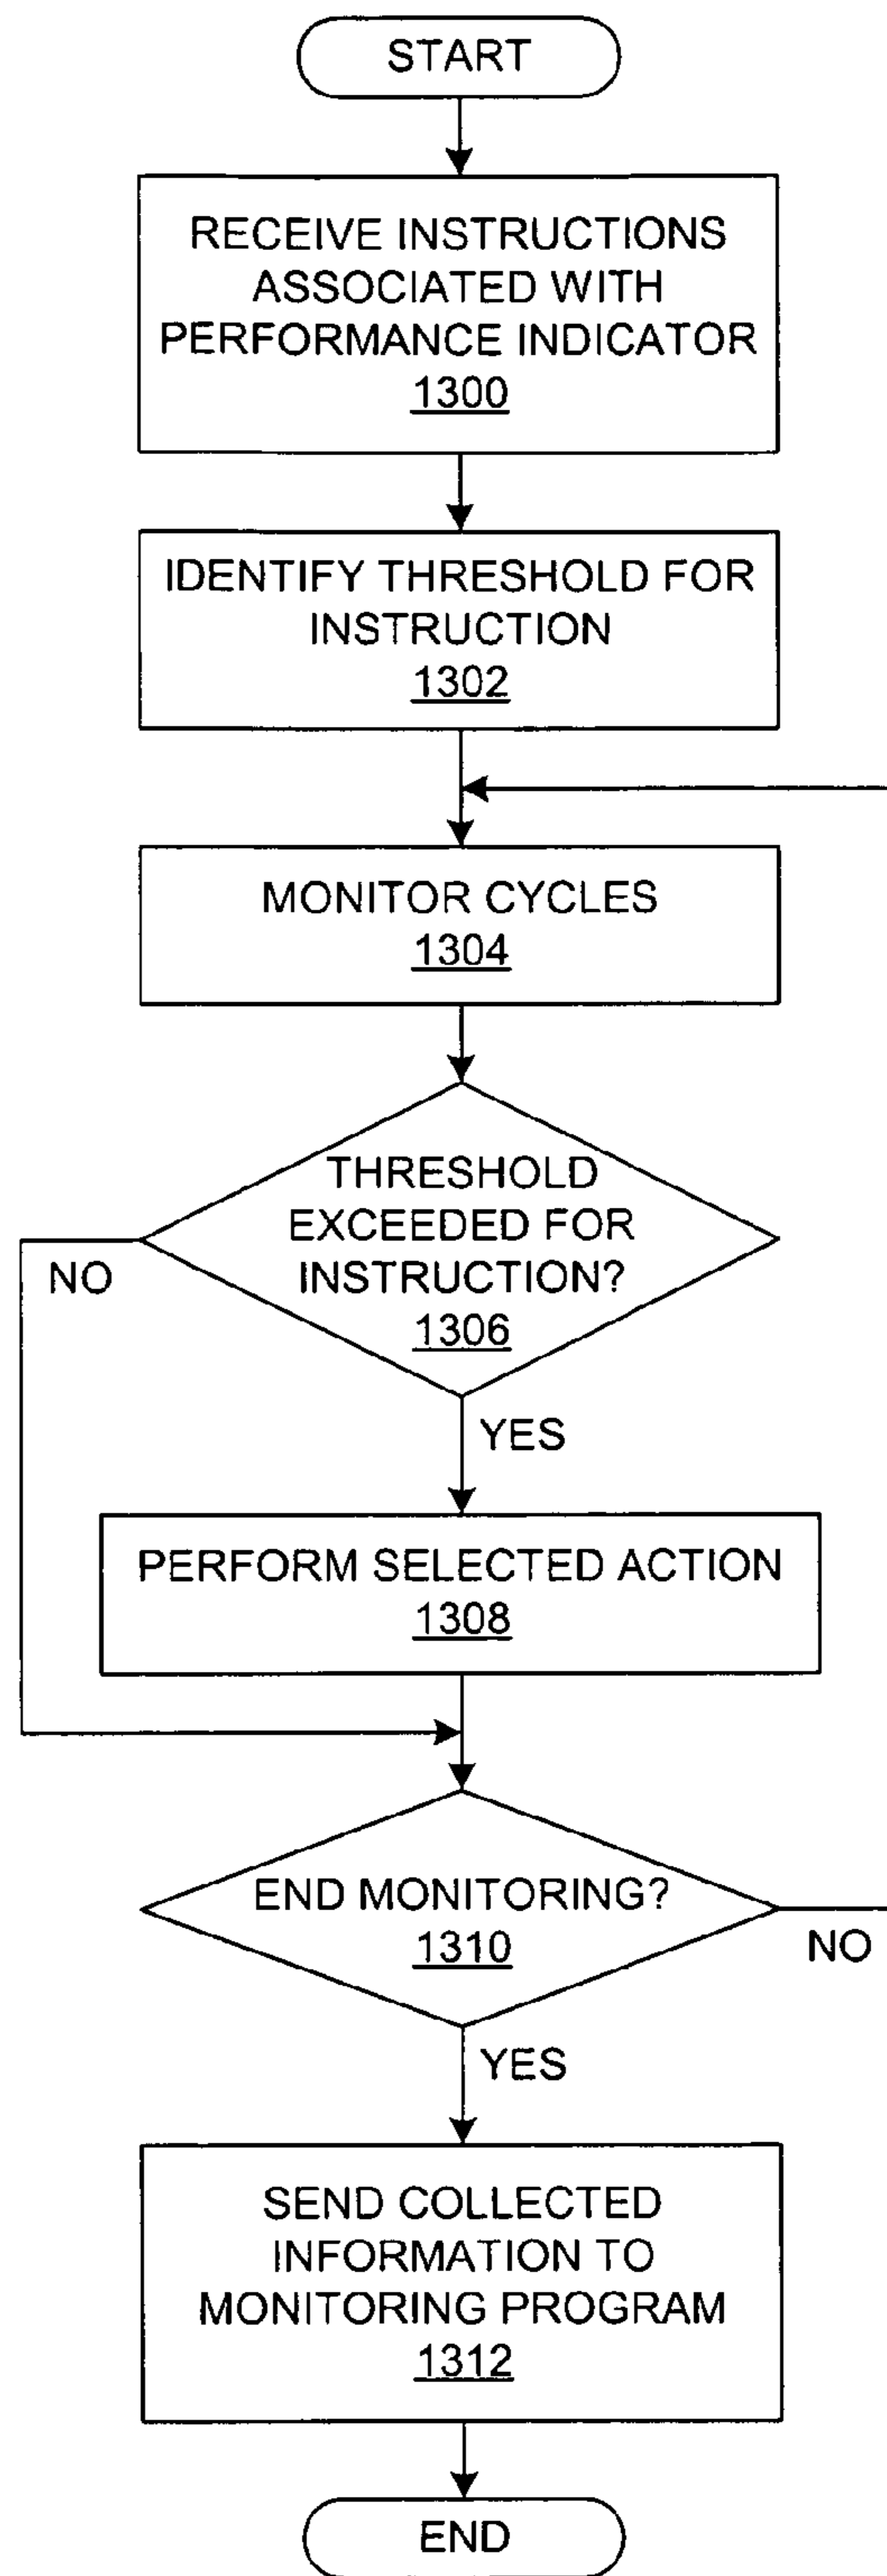 START
RECEIVE INSTRUCTIONS
ASSOCIATED WITH
PERFORMANCE INDICATOR
1300
IDENTIFY THRESHOLD FOR
INSTRUCTION
1302
MONITOR CYCLES
1304
THRESHOLD
EXCEEDED FOR
INSTRUCTION?
1306
NO
YES
PERFORM SELECTED ACTION
1308
END MONITORING?
1310
NO
YES
SEND COLLECTED
INFORMATION TO
MONITORING PROGRAM
1312
END